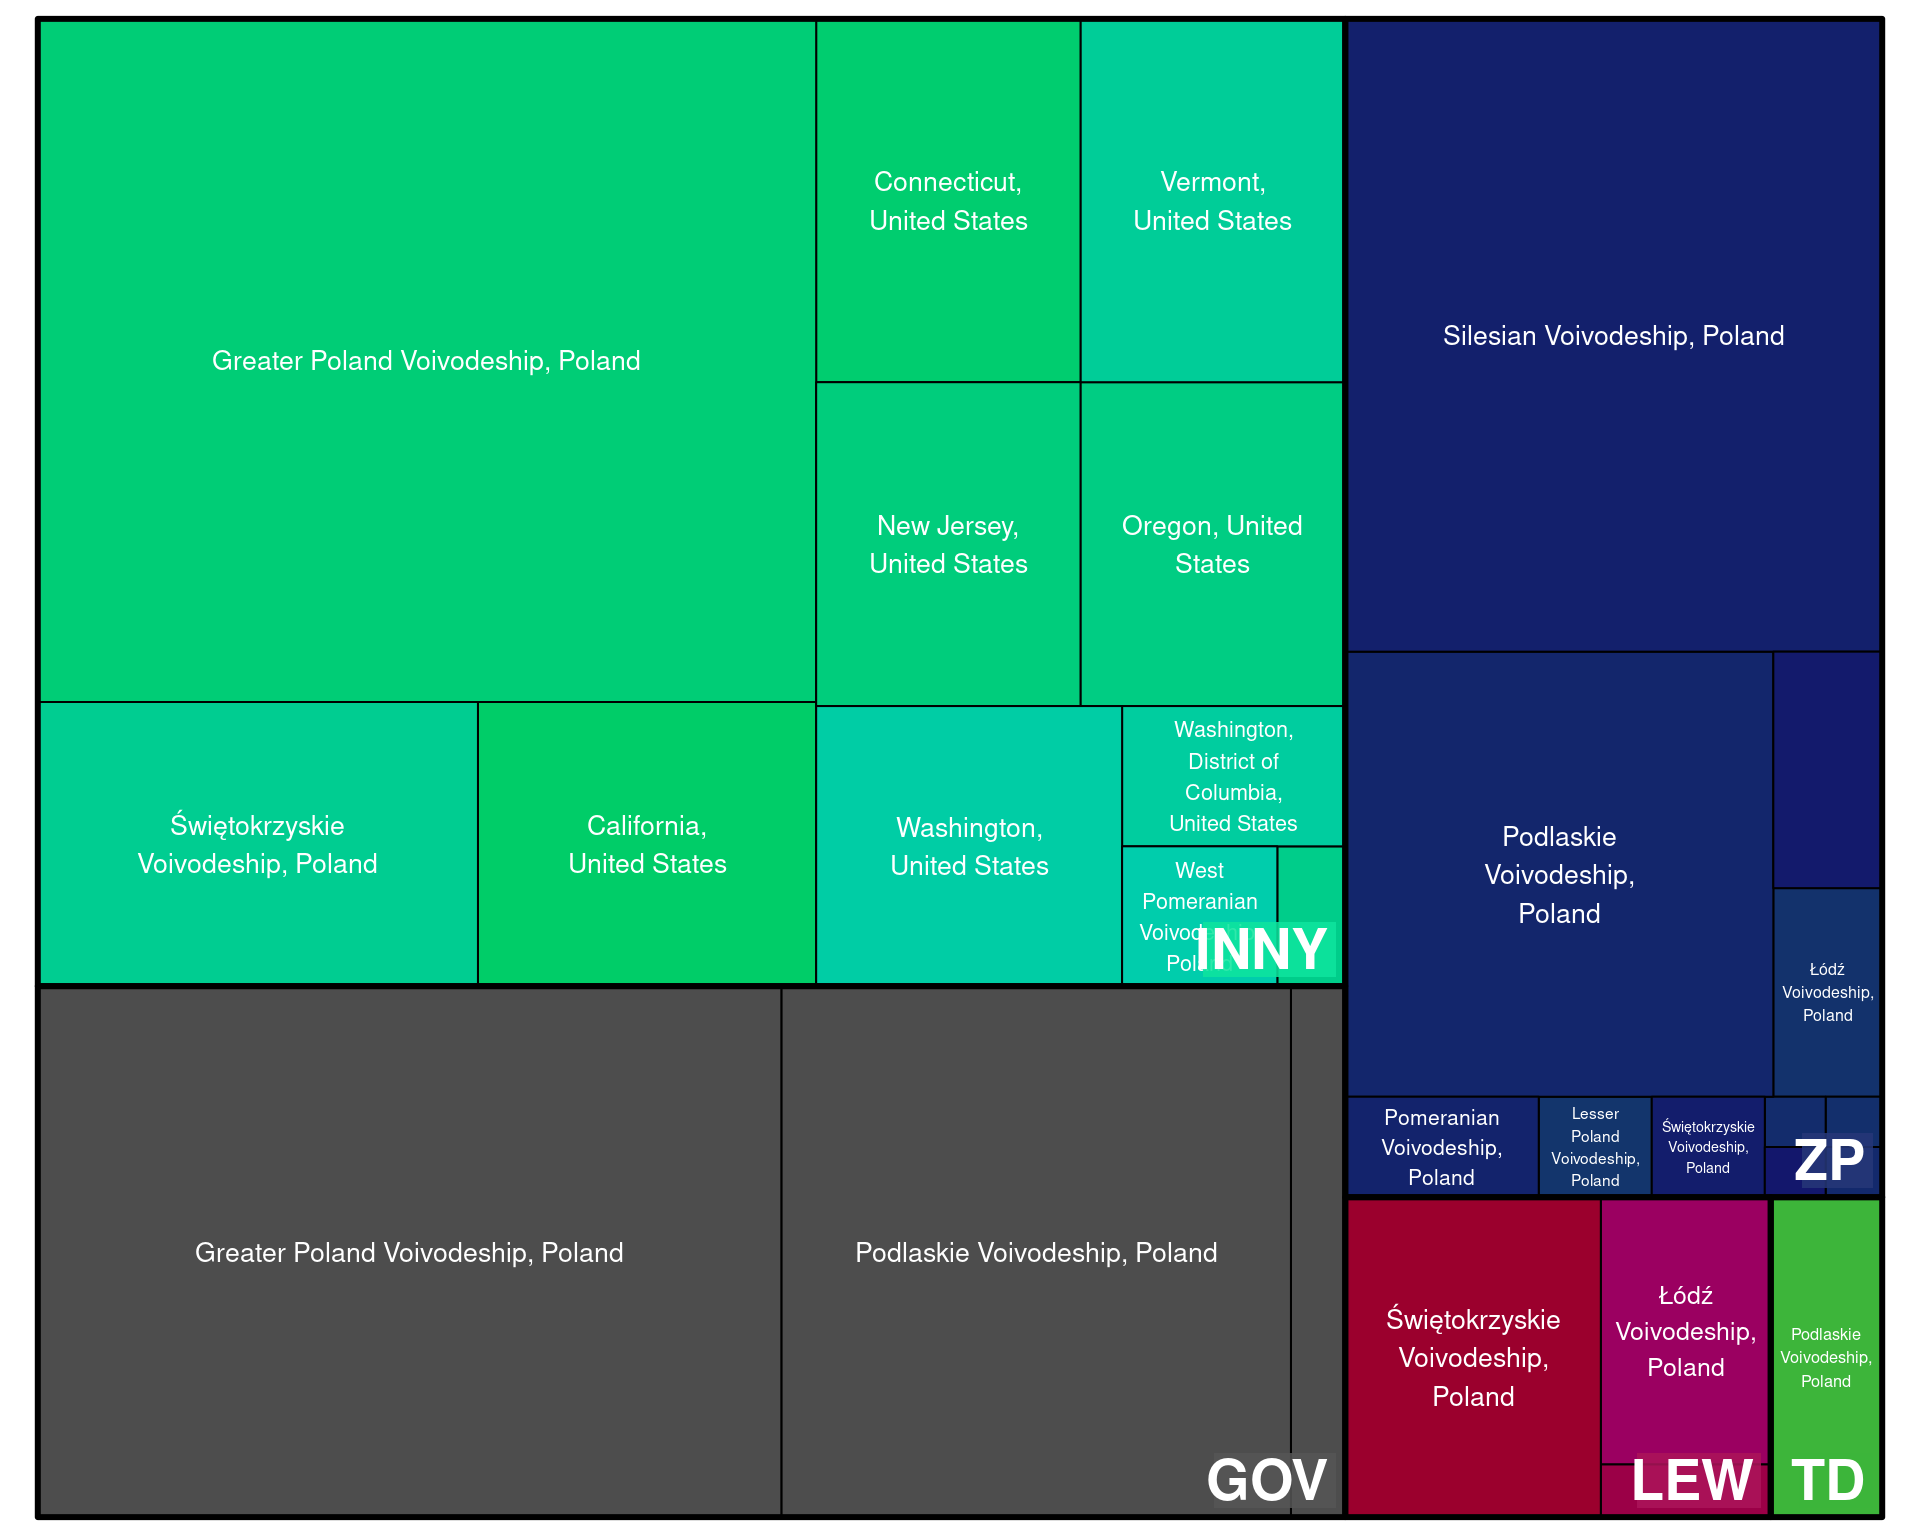 Greater Poland Voivodeship, Poland
Connecticut,
United States
Vermont,
United States
New Jersey,
United States
Oregon, United
States
Świętokrzyskie
Voivodeship, Poland
California,
United States
Washington,
United States
Washington,
District of
Columbia,
United States
West
Pomeranian
INNY
Greater Poland Voivodeship, Poland
Podlaskie Voivodeship, Poland
GOV
Silesian Voivodeship, Poland
Podlaskie
Voivodeship,
Poland
Łódź
Voivodeship,
Poland
Pomeranian
Voivodeship,
Poland
Lesser
Poland
Voivodeship,
Poland
Świętokrzyskie
Voivodeship,
Poland
ZP
Świętokrzyskie
Voivodeship,
Poland
Łódź
Voivodeship,
Poland
LEW
Podlaskie
Voivodeship,
Poland
TD